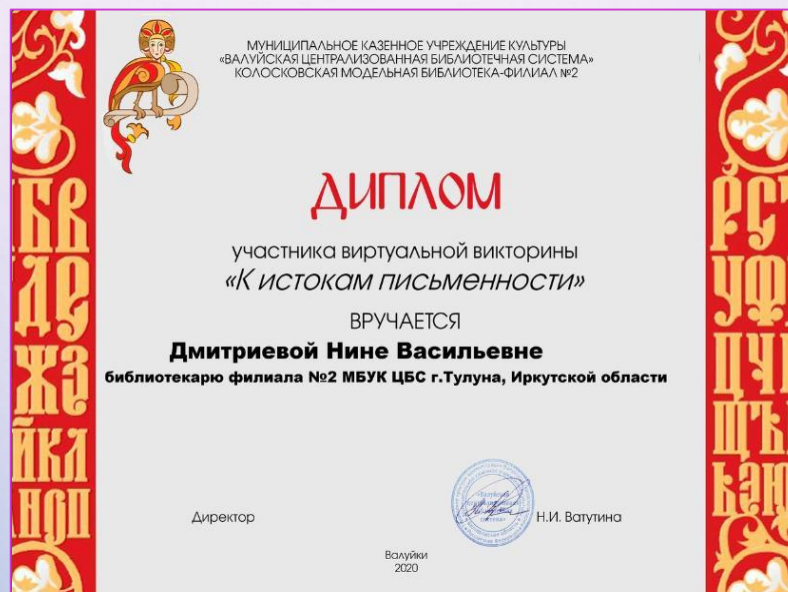 МУНИЦИПАЛЬНОЕ КАЗЕННОЕ УЧРЕЖДЕНИЕ КУЛЬТУРЫ
«ВАЛУЙСКАЯ ЦЕНТРАЛИЗОВАННАЯ БИБЛИОТЕЧНАЯ СИСТЕМА»
КОЛОСКОВСКАЯ МОДЕЛЬНАЯ БИБЛИОТЕКА-ФИЛИАЛ №2
ДИПЛОМ
участника виртуальной викторины
«К истокам письменности»
ВРУЧАЕТСЯ
Дмитриевой Нине Васильевне
библиотекарю филиала №2 МБУК ЦБС г.Тулуна, Иркутской области
Директор
Н.И. Ватутина
Валуйки
2020